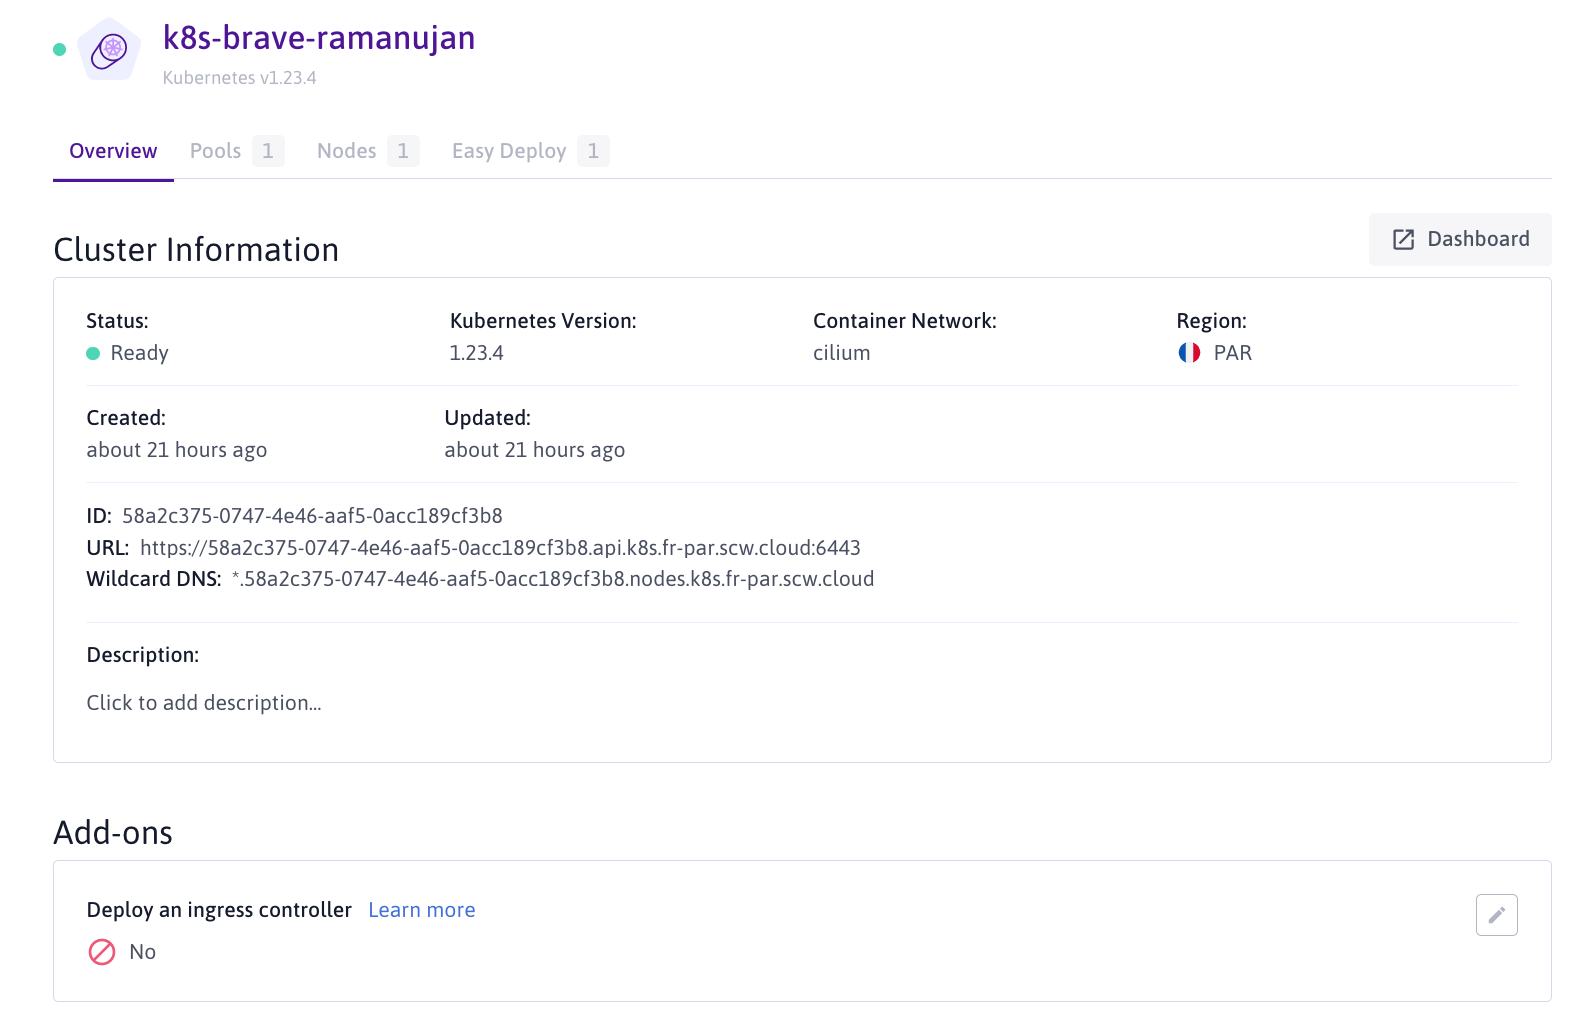 k8s-brave-ramanujan
Kubernetes v1.23.4
Overview Pools 1 Nodes 1 Easy Deploy 1
Cluster Information
Dashboard
Status: Kubernetes Version: Container Network: Region:
Ready 1.23.4 cilium PAR
Created: Updated:
about 21 hours ago about 21 hours ago
ID: 58a2c375-0747-4e46-aaf5-0acc189cf3b8
URL: https://58a2c375-0747-4e46-aaf5-0acc189cf3b8.api.k8s.fr-par.scw.cloud:6443
Wildcard DNS: *.58a2c375-0747-4e46-aaf5-0acc189cf3b8.nodes.k8s.fr-par.scw.cloud
Description:
Click to add description...
Add-ons
Deploy an ingress controller Learn more
No